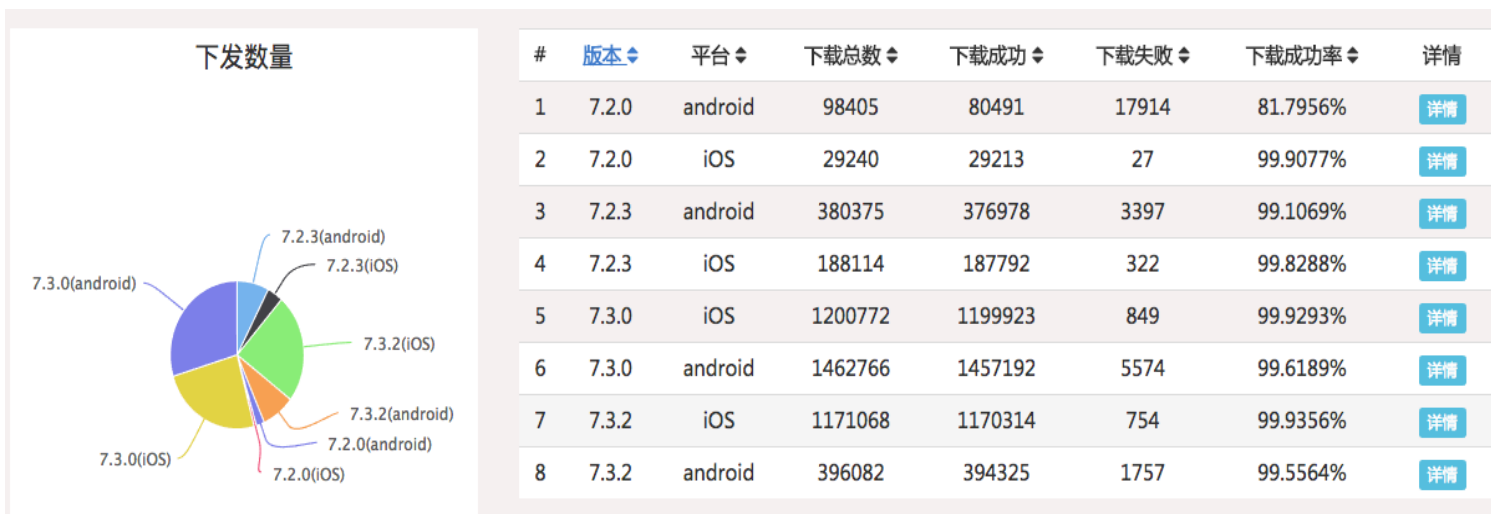 下发数量
7.2.3(android)
7.2.3(iOS)
7.3.0(android)
7.3.2(iOS)
7.3.2(android)
7.2.0(android)
7.3.0(iOS)
7.2.0(iOS)
# 版本 平台 下载总数 下载成功 下载失败 下载成功率 详情
1 7.2.0 android 98405 80491 17914 81.7956% 详情
2 7.2.0 iOS 29240 29213 27 99.9077% 详情
3 7.2.3 android 380375 376978 3397 99.1069% 详情
4 7.2.3 iOS 188114 187792 322 99.8288% 详情
5 7.3.0 iOS 1200772 1199923 849 99.9293% 详情
6 7.3.0 android 1462766 1457192 5574 99.6189% 详情
7 7.3.2 iOS 1171068 1170314 754 99.9356% 详情
8 7.3.2 android 396082 394325 1757 99.5564% 详情